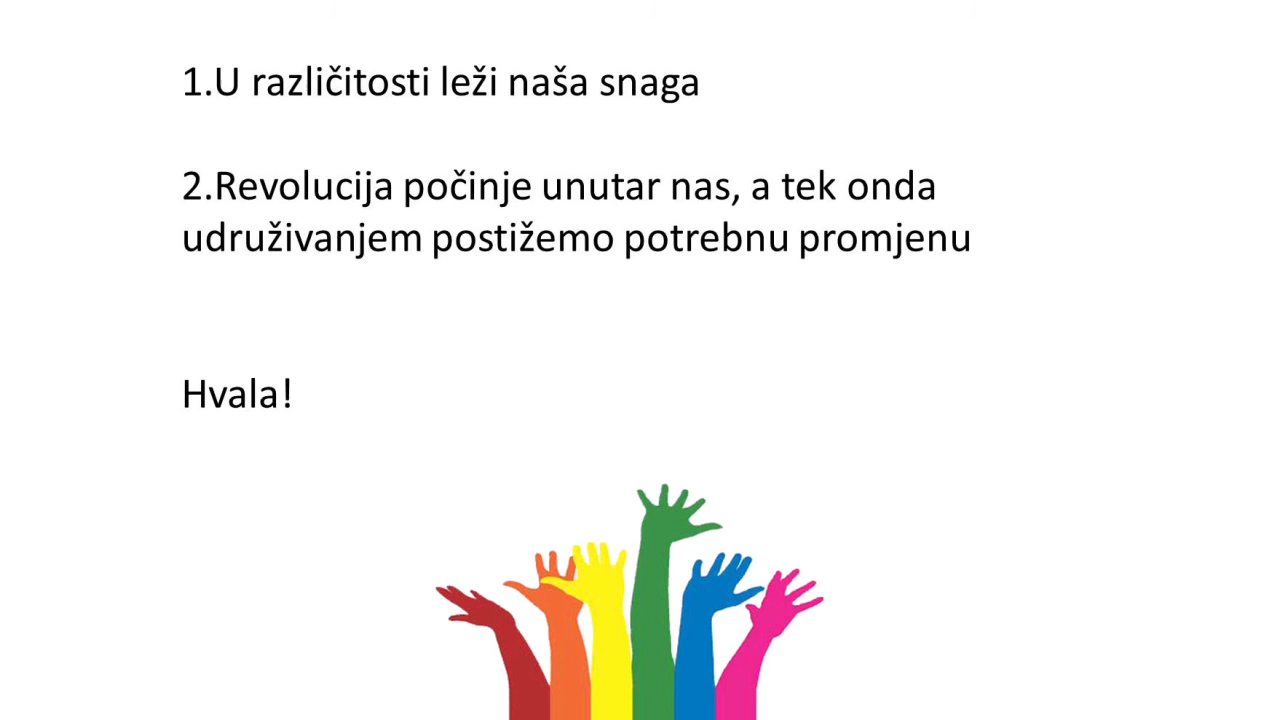 1.U različitosti leži naša snaga
2.Revolucija počinje unutar nas, a tek onda
udruživanjem postižemo potrebnu promjenu
Hvala!